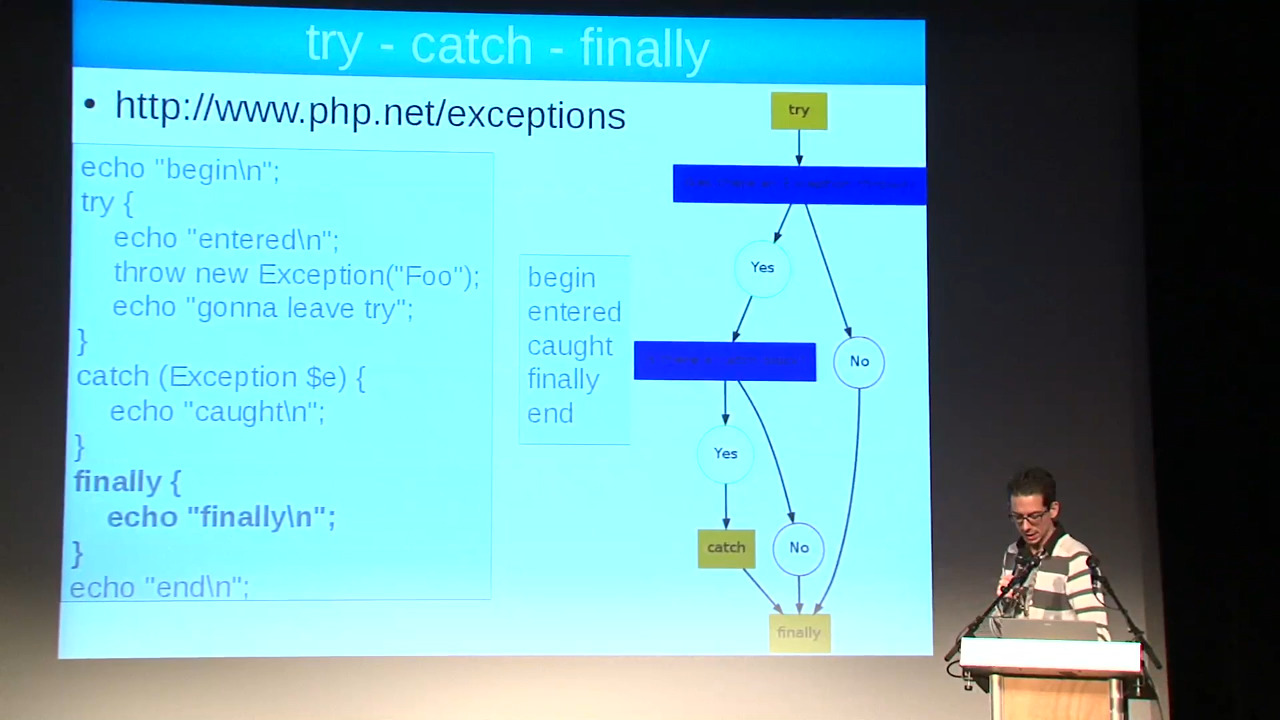 try - catch - finally
• http://www.php.net/exceptions
echo "begin\n";
try {
echo "entered\n";
throw new Exception("Foo");
echo "gonna leave try";
}
catch (Exception $e) {
echo "caught\n";
}
finally {
echo "finally\n";
}
echo "end\n";
begin
entered
caught
finally
end
try
Yes
No
Yes
catch
No
finally